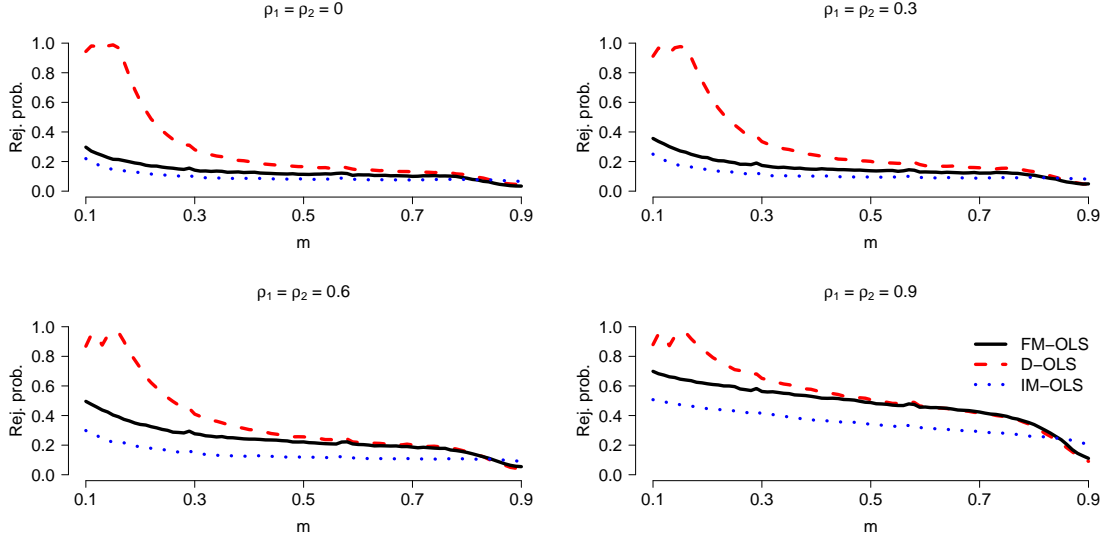 ρ₁ = ρ₂ = 0
Rej. prob.
1.0
0.8
0.6
0.4
0.2
0.0
0.1 0.3 0.5 0.7 0.9
m
ρ₁ = ρ₂ = 0.3
Rej. prob.
1.0
0.8
0.6
0.4
0.2
0.0
0.1 0.3 0.5 0.7 0.9
m
ρ₁ = ρ₂ = 0.6
Rej. prob.
1.0
0.8
0.6
0.4
0.2
0.0
0.1 0.3 0.5 0.7 0.9
m
ρ₁ = ρ₂ = 0.9
Rej. prob.
1.0
0.8
0.6
0.4
0.2
0.0
FM−OLS
D−OLS
IM−OLS
0.1 0.3 0.5 0.7 0.9
m